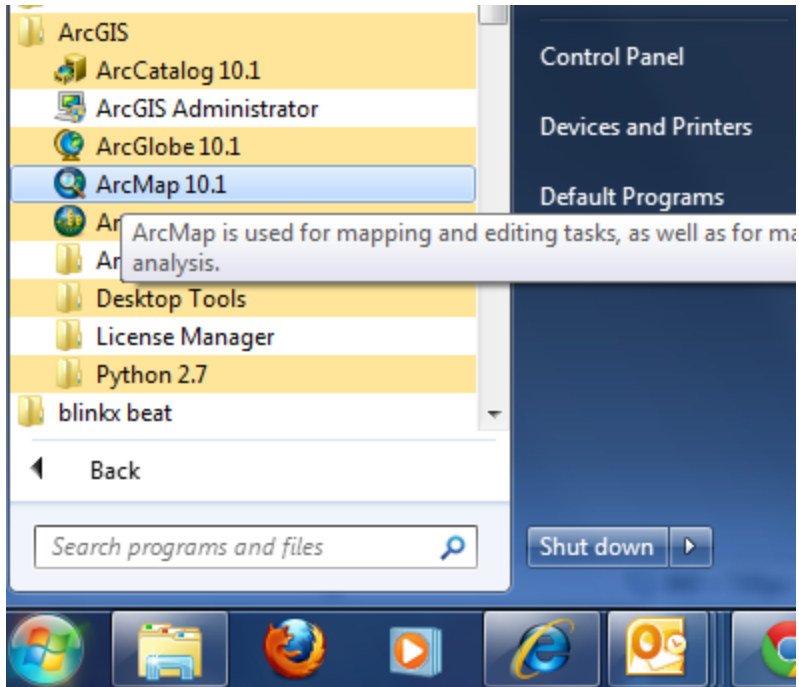 ArcGIS
ArcCatalog 10.1
ArcGIS Administrator
ArcGlobe 10.1
ArcMap 10.1
Ar
ArcMap is used for mapping and editing tasks, as well as for ma
analysis.
Ar
Desktop Tools
License Manager
Python 2.7
blinkx beat
Back
Search programs and files
Control Panel
Devices and Printers
Default Programs
Shut down